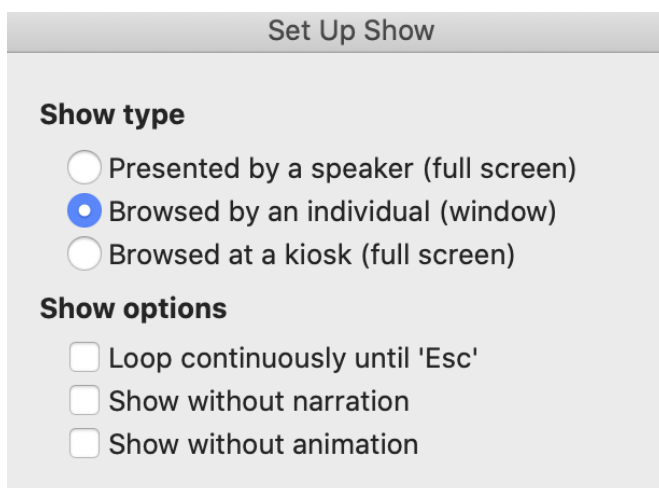 Set Up Show
Show type
Presented by a speaker (full screen)
Browsed by an individual (window)
Browsed at a kiosk (full screen)
Show options
Loop continuously until 'Esc'
Show without narration
Show without animation